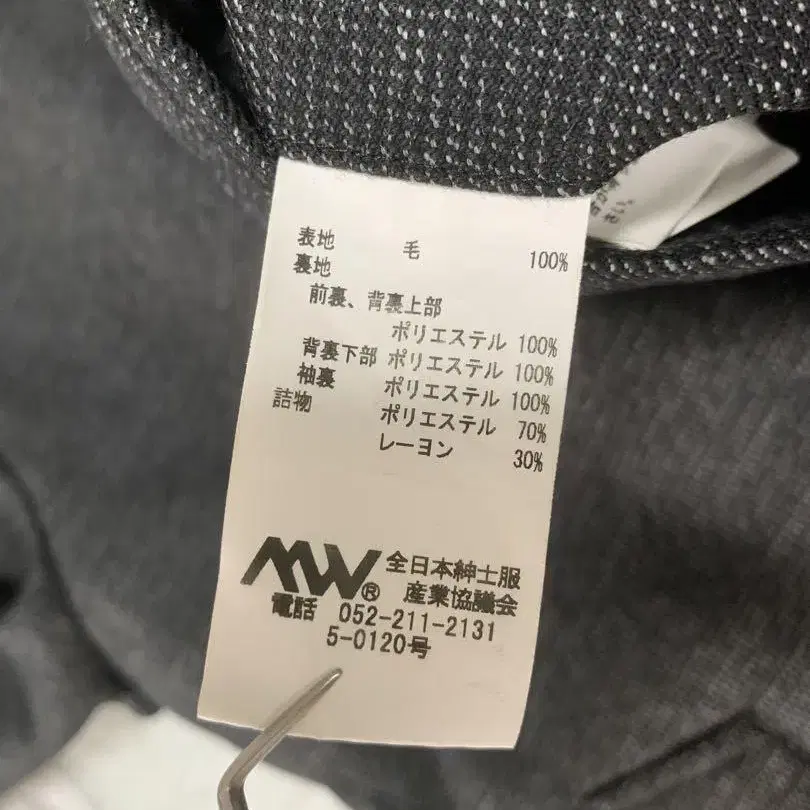 表地 毛 100%
裏地
前裏、背裏上部
ポリエステル 100%
背裏下部 ポリエステル 100%
袖裏 ポリエステル 100%
詰物 ポリエステル 70%
レーヨン 30%
MW® 全日本紳士服
産業協議会
電話 052-211-2131
5-0120号
さい。